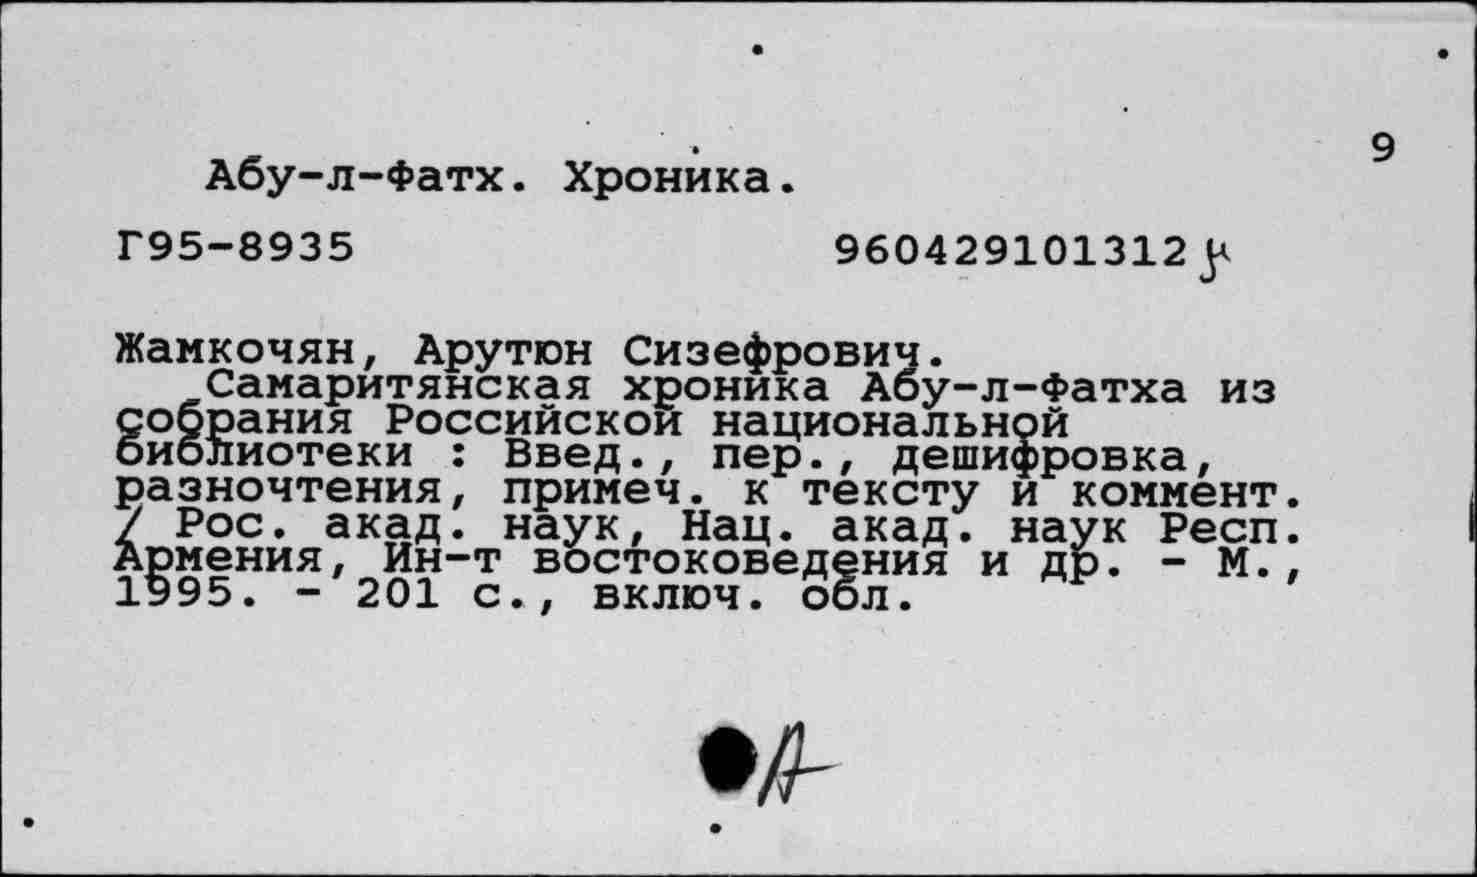 9
Абу-л-Фатх. Хроника.
Г95-8935 960429101312
Жамкочян, Арутюн Сизефрович.
Самаритянская хроника Абу-л-Фатха из
собрания Российской национальной
библиотеки : Введ., пер., дешифровка,
разночтения, примеч. к тексту и коммент.
/ Рос. акад. наук, Нац. акад. наук Респ.
Армения, Ин-т востоковедения и др. - М.,
1995. - 201 с., включ. обл.
А